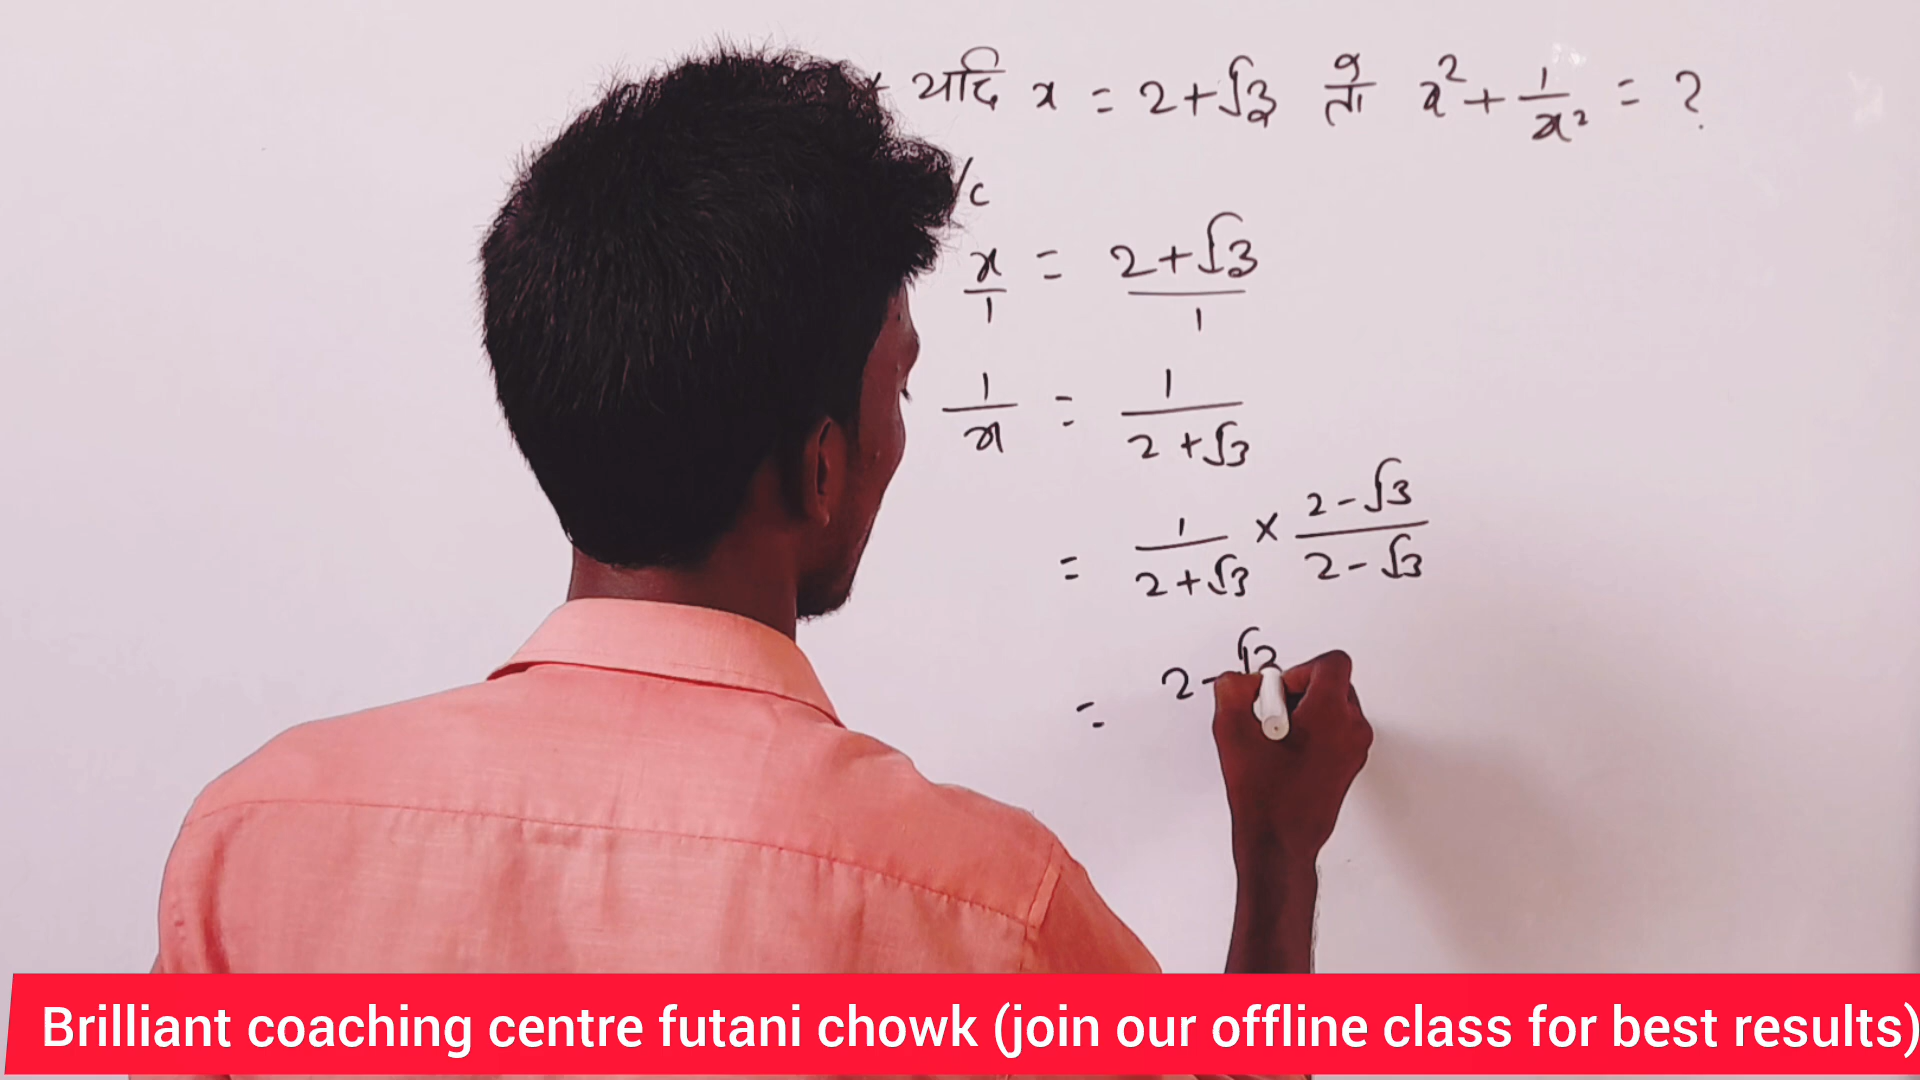 यदि x = 2+√3 तो x² + 1/x² = ?
/c
x/1 = 2+√3/1
1/x = 1/2+√3
= 1/2+√3 × 2-√3/2-√3
= 2-√3
Brilliant coaching centre futani chowk (join our offline class for best results)